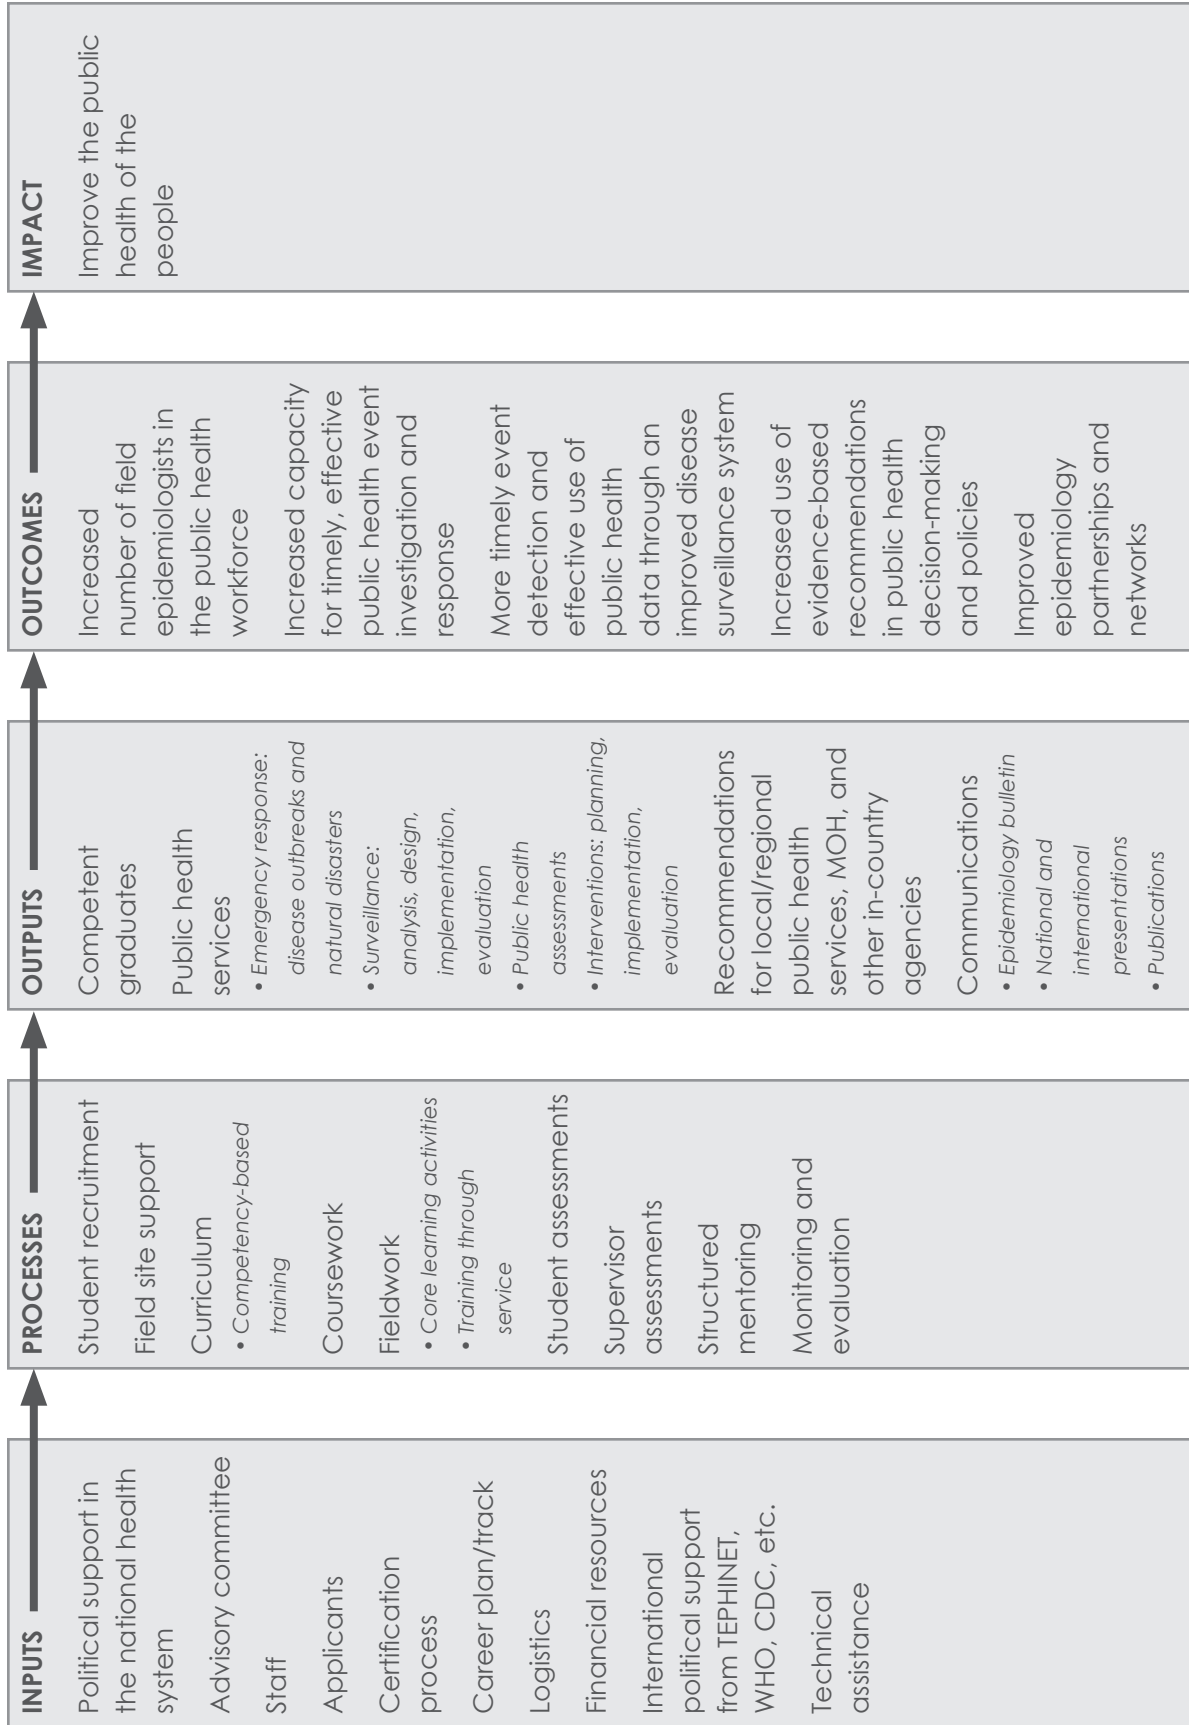 INPUTS
Political support in
the national health
system
Advisory committee
Staff
Applicants
Certification
process
Career plan/track
Logistics
Financial resources
International
political support
from TEPHINET,
WHO, CDC, etc.
Technical
assistance
PROCESSES
Student recruitment
Field site support
Curriculum
• Competency-based
training
Coursework
Fieldwork
• Core learning activities
• Training through
service
Student assessments
Supervisor
assessments
Structured
mentoring
Monitoring and
evaluation
OUTPUTS
Competent
graduates
Public health
services
• Emergency response:
disease outbreaks and
natural disasters
• Surveillance:
analysis, design,
implementation,
evaluation
• Public health
assessments
• Interventions: planning,
implementation,
evaluation
Recommendations
for local/regional
public health
services, MOH, and
other in-country
agencies
Communications
• Epidemiology bulletin
• National and
international
presentations
• Publications
OUTCOMES
Increased
number of field
epidemiologists in
the public health
workforce
Increased capacity
for timely, effective
public health event
investigation and
response
More timely event
detection and
effective use of
public health
data through an
improved disease
surveillance system
Increased use of
evidence-based
recommendations
in public health
decision-making
and policies
Improved
epidemiology
partnerships and
networks
IMPACT
Improve the public
health of the
people